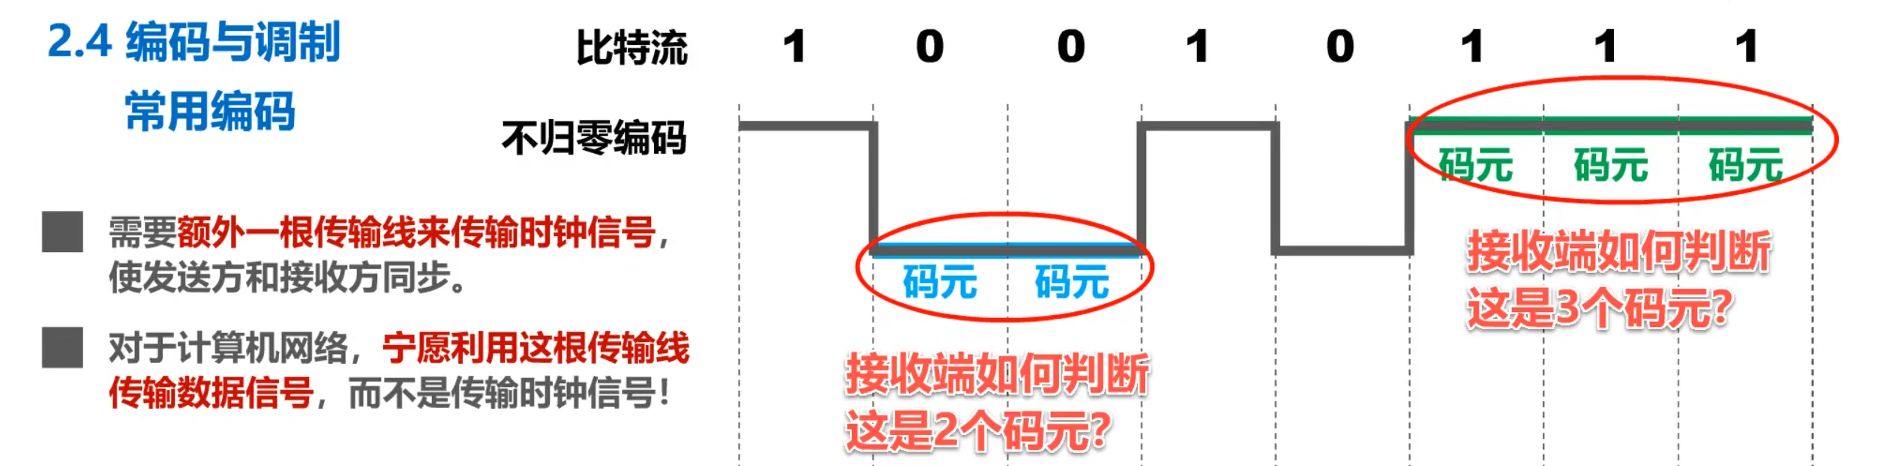 2.4 编码与调制
常用编码
比特流 1 0 0 1 0 1 1 1
不归零编码
码元 码元 码元
码元 码元
接收端如何判断
这是3个码元?
接收端如何判断
这是2个码元?
需要额外一根传输线来传输时钟信号，
使发送方和接收方同步。
对于计算机网络，宁愿利用这根传输线
传输数据信号，而不是传输时钟信号！